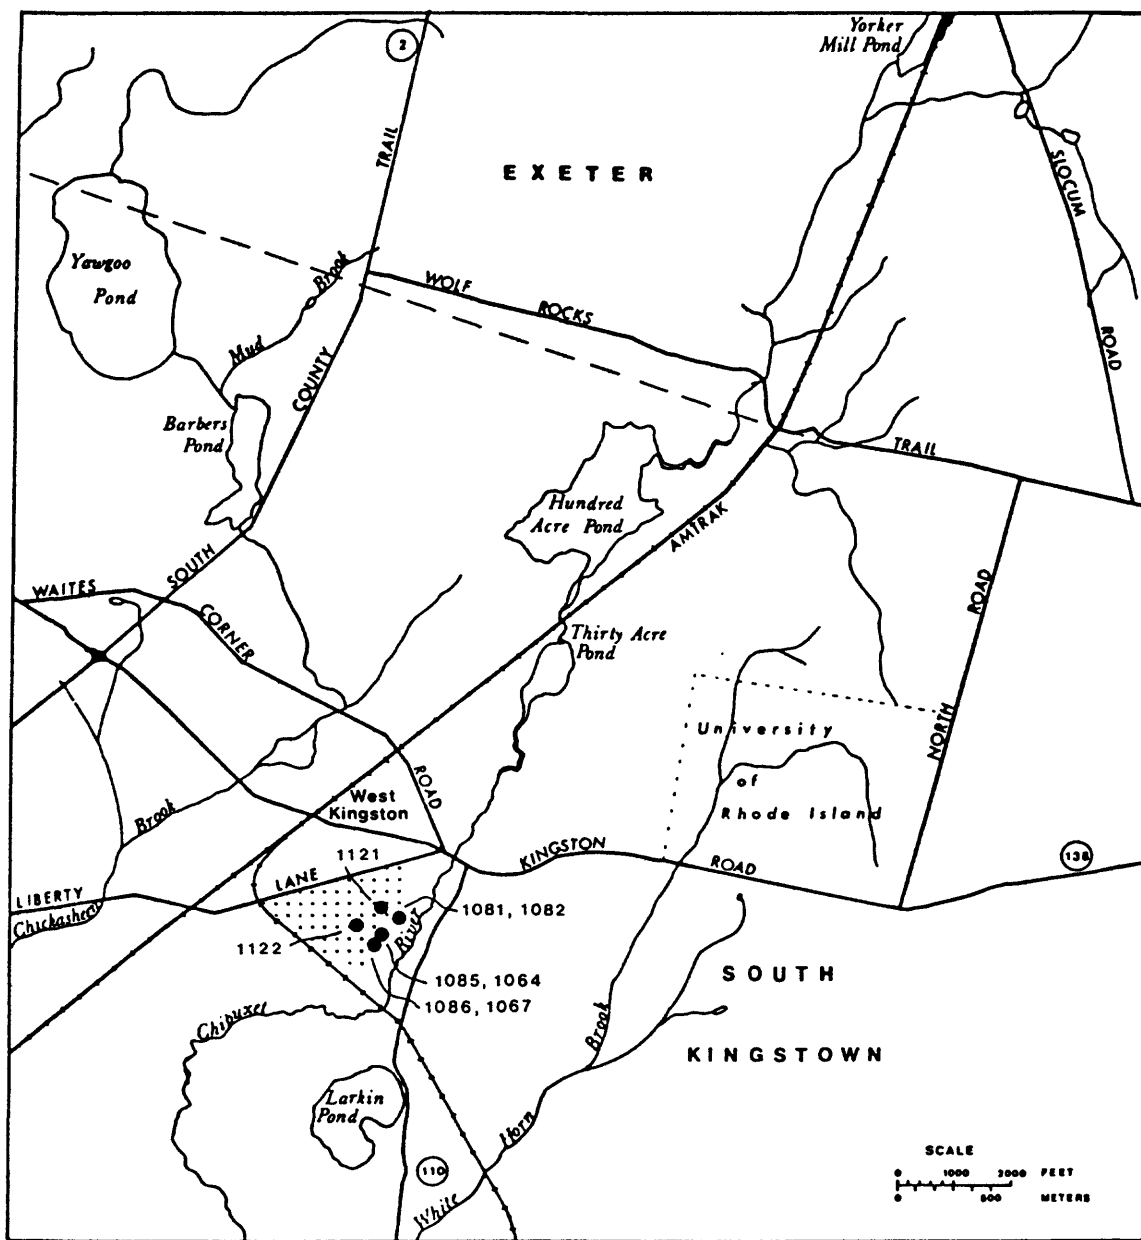 Yorker
Mill Pond
2
TRAIL
EXETER
SLOCUM
ROAD
Yawgoo
Pond
Mud
Brook
WOLF
ROCKS
TRAIL
COUNTY
SOUTH
Barbers
Pond
Hundred
Acre Pond
AMTRAK
WAITES
CORNER
ROAD
Thirty Acre
Pond
ROAD
NORTH
University
of
Rhode Island
West
Kingston
Brook
KINGSTON
ROAD
138
1121
LIBERTY
LANE
Chickasheen
1081, 1082
1122
River
1085, 1064
1086, 1067
SOUTH
KINGSTOWN
Chipuxet
Brook
Larkin
Pond
Horn
White
110
SCALE
0 1000 2000 FEET
0 500 METERS